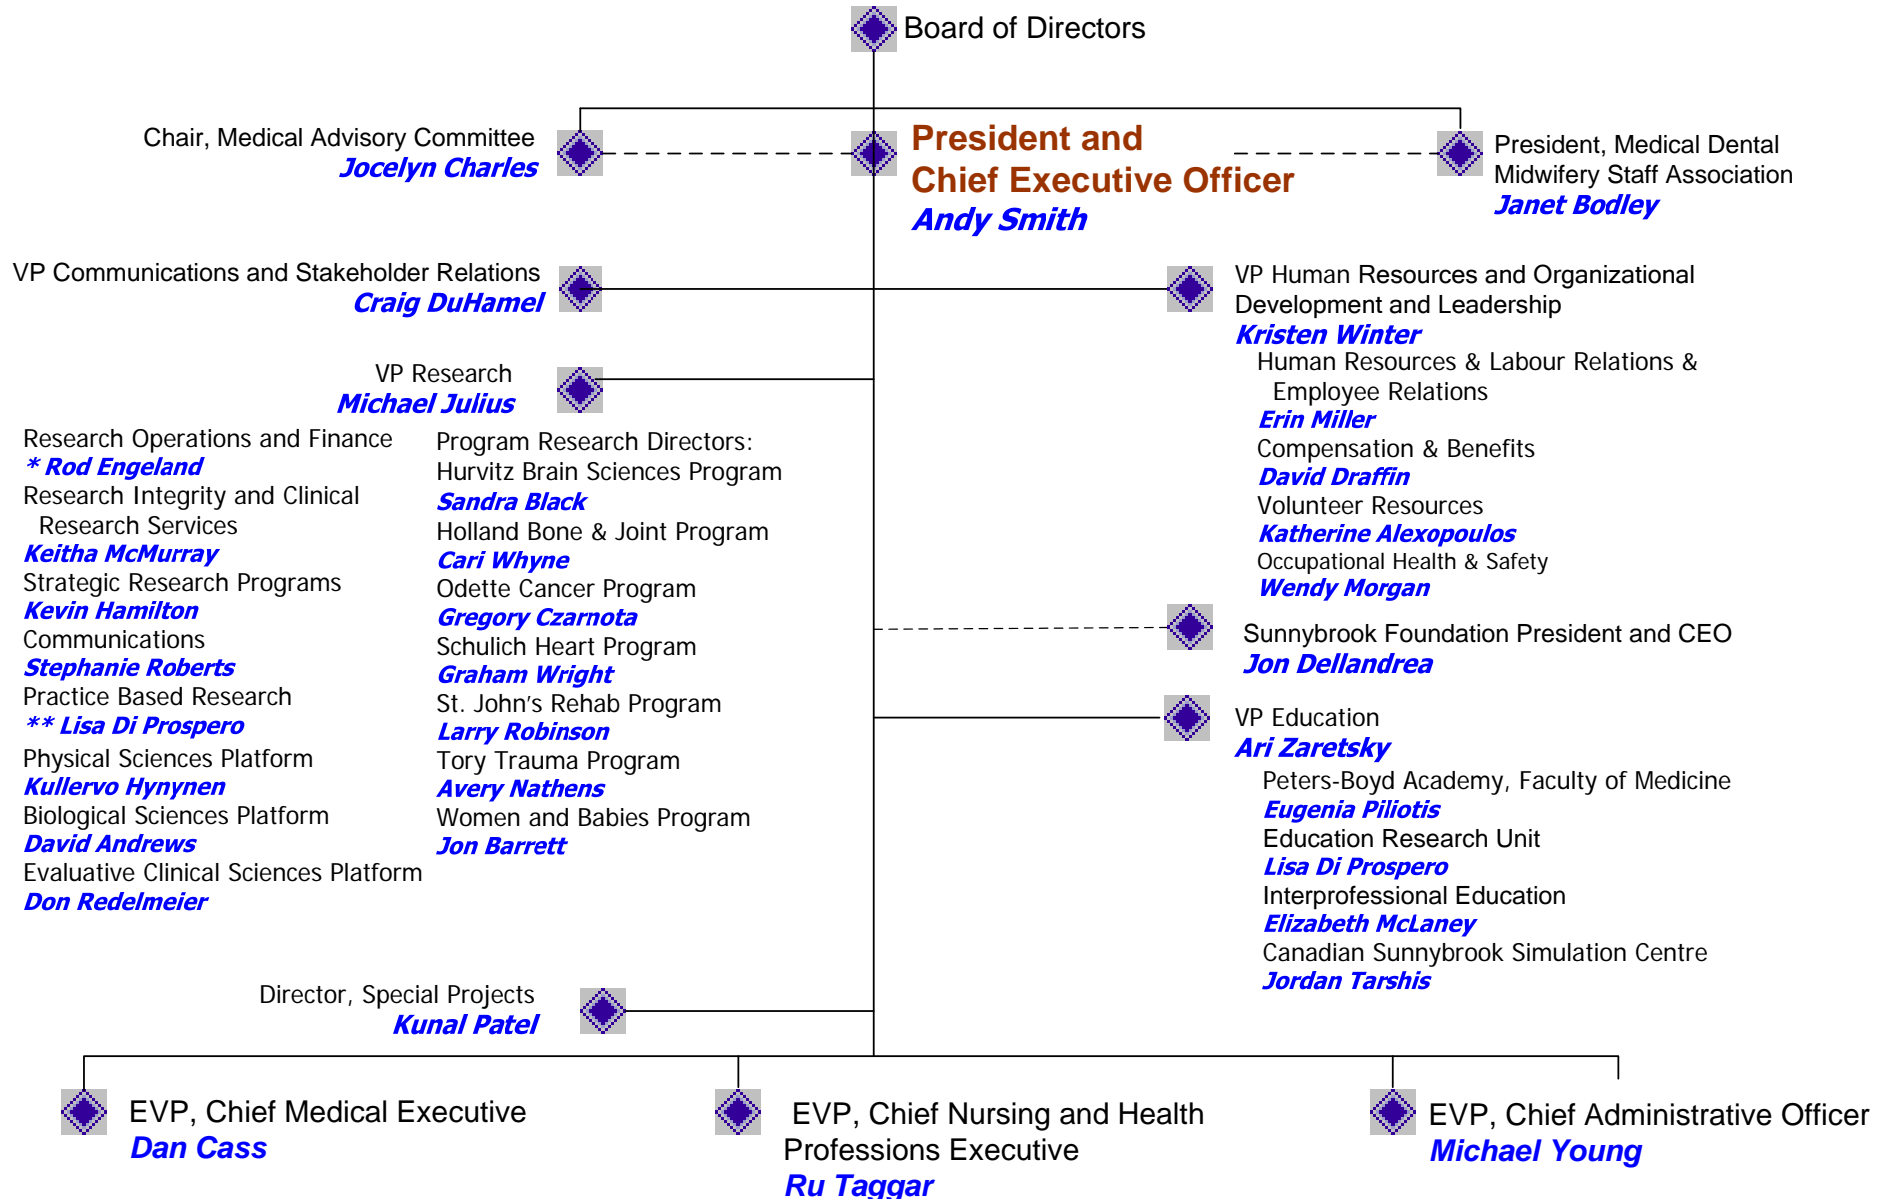 Board of Directors
Chair, Medical Advisory Committee
Jocelyn Charles
President and
Chief Executive Officer
Andy Smith
President, Medical Dental
Midwifery Staff Association
Janet Bodley
VP Communications and Stakeholder Relations
Craig DuHamel
VP Human Resources and Organizational
Development and Leadership
Kristen Winter
Human Resources & Labour Relations &
Employee Relations
Erin Miller
Compensation & Benefits
David Draffin
Volunteer Resources
Katherine Alexopoulos
Occupational Health & Safety
Wendy Morgan
VP Research
Michael Julius
Research Operations and Finance
* Rod Engeland
Research Integrity and Clinical
Research Services
Keitha McMurray
Strategic Research Programs
Kevin Hamilton
Communications
Stephanie Roberts
Practice Based Research
** Lisa Di Prospero
Physical Sciences Platform
Kullervo Hynynen
Biological Sciences Platform
David Andrews
Evaluative Clinical Sciences Platform
Don Redelmeier
Program Research Directors:
Hurvitz Brain Sciences Program
Sandra Black
Holland Bone & Joint Program
Cari Whyne
Odette Cancer Program
Gregory Czarnota
Schulich Heart Program
Graham Wright
St. John's Rehab Program
Larry Robinson
Tory Trauma Program
Avery Nathens
Women and Babies Program
Jon Barrett
Sunnybrook Foundation President and CEO
Jon Dellandrea
VP Education
Ari Zaretsky
Peters-Boyd Academy, Faculty of Medicine
Eugenia Piliotis
Education Research Unit
Lisa Di Prospero
Interprofessional Education
Elizabeth McLaney
Canadian Sunnybrook Simulation Centre
Jordan Tarshis
Director, Special Projects
Kunal Patel
EVP, Chief Medical Executive
Dan Cass
EVP, Chief Nursing and Health
Professions Executive
Ru Taggar
EVP, Chief Administrative Officer
Michael Young